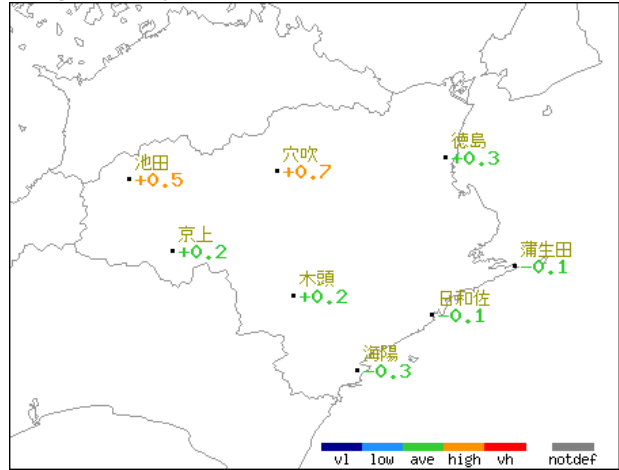 徳島
+0.3
穴吹
+0.7
池田
+0.5
京上
+0.2
蒲生田
-0.1
木頭
+0.2
日和佐
-0.1
海陽
-0.3
vl low ave high vh notdef